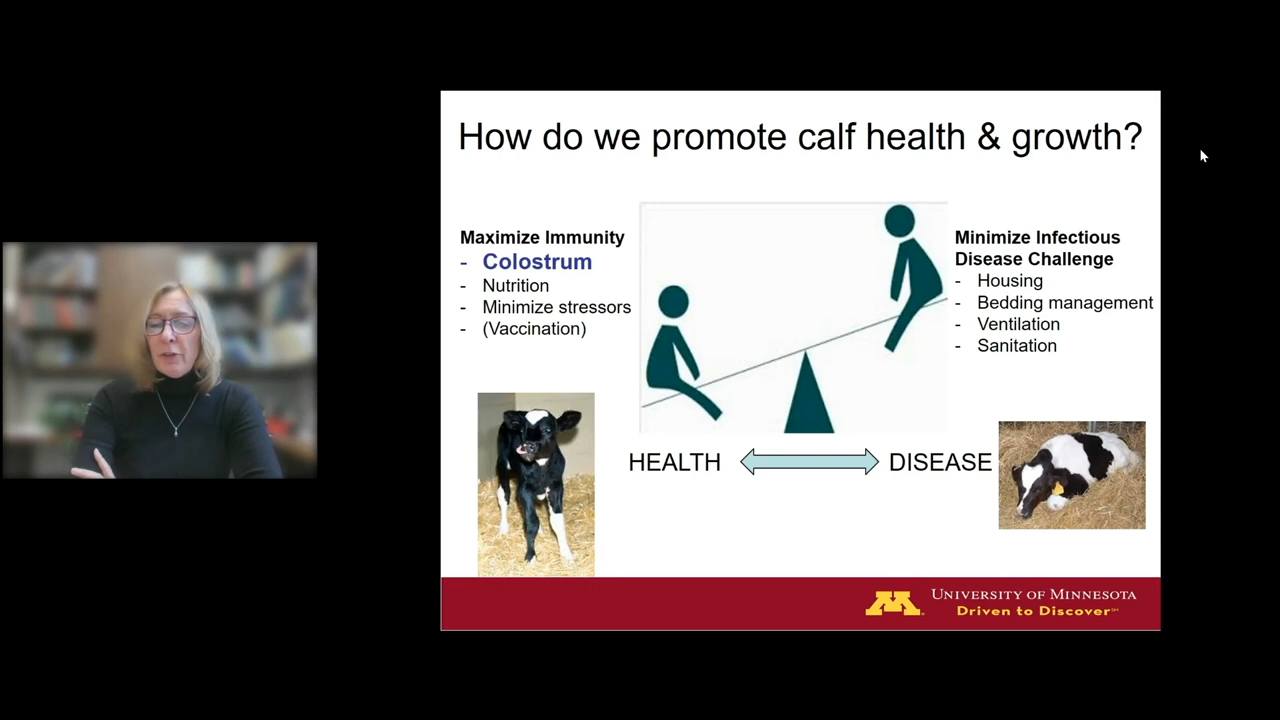 How do we promote calf health & growth?
Maximize Immunity
- Colostrum
- Nutrition
- Minimize stressors
- (Vaccination)
Minimize Infectious
Disease Challenge
- Housing
- Bedding management
- Ventilation
- Sanitation
HEALTH
DISEASE
M
UNIVERSITY OF MINNESOTA
Driven to Discover℠